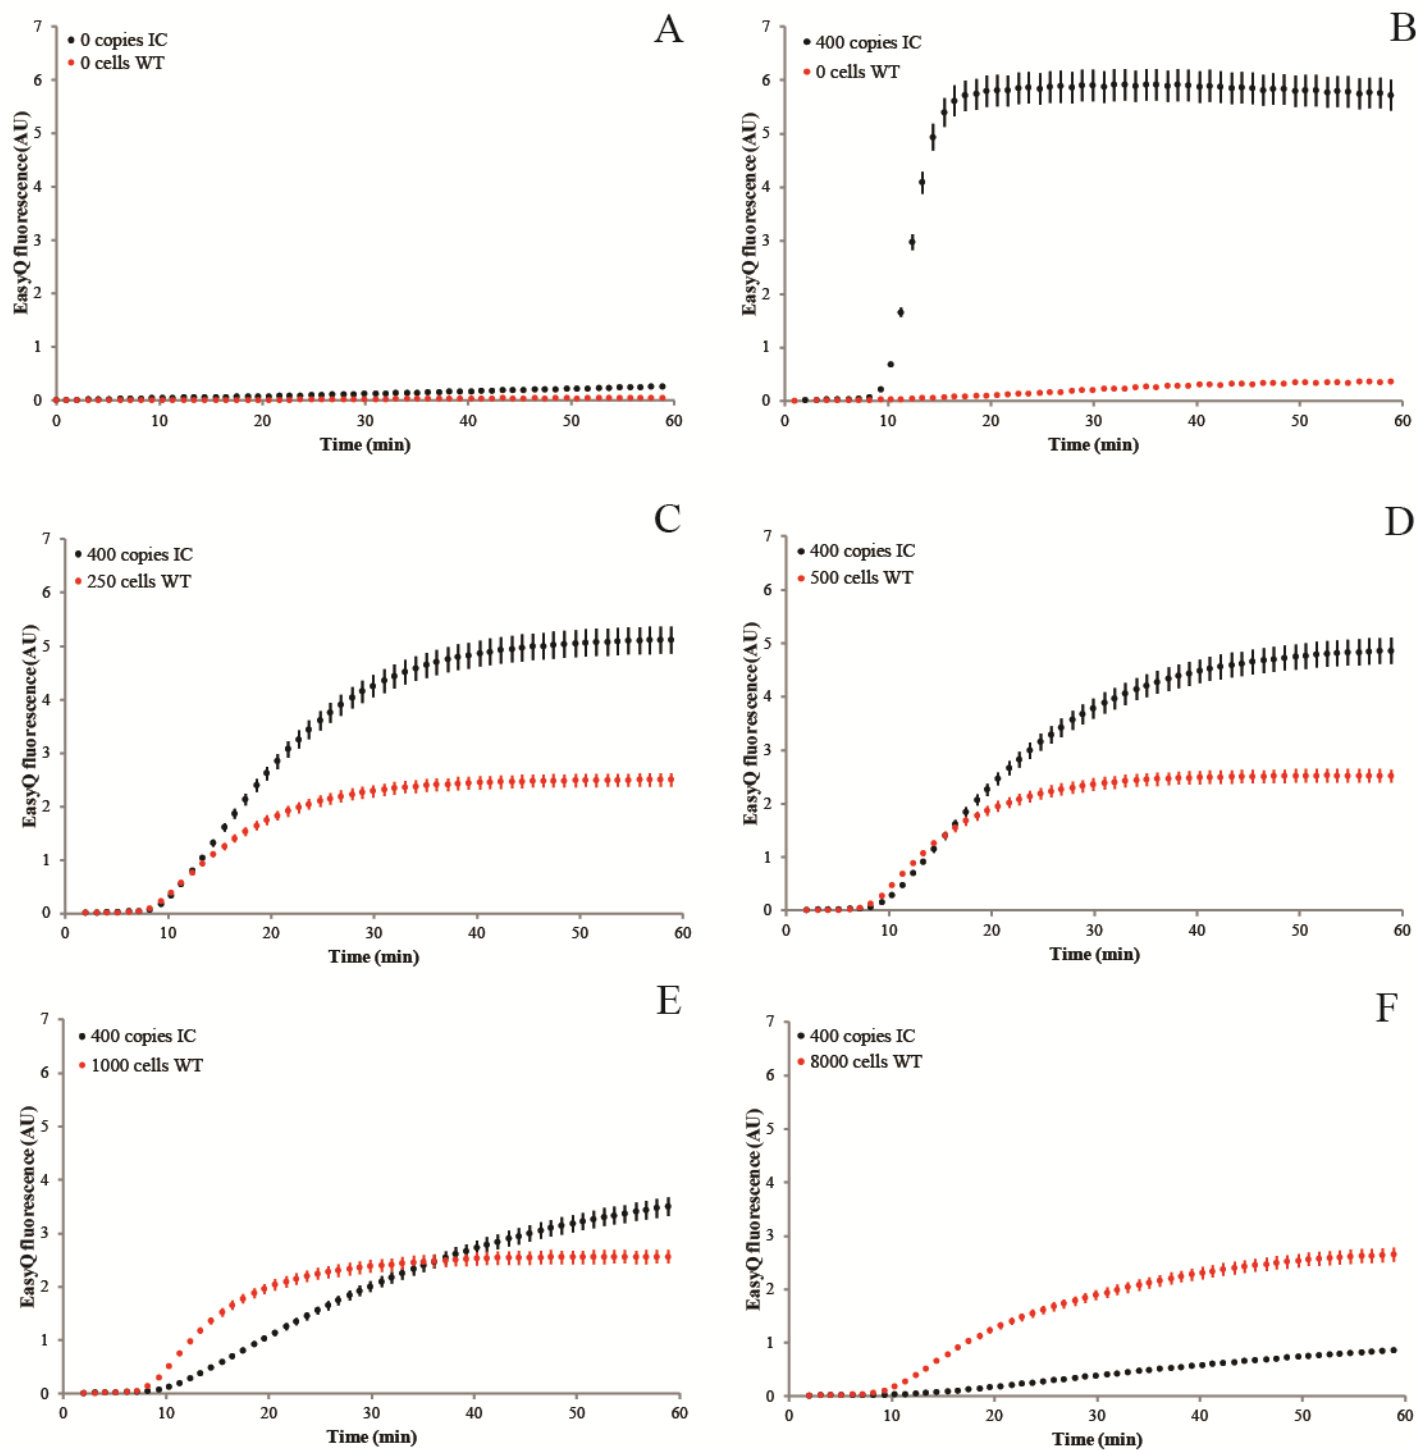 A
0 copies IC
0 cells WT
7
6
5
4
3
2
1
0
EasyQ fluorescence (AU)
0 10 20 30 40 50 60
Time (min)
B
400 copies IC
0 cells WT
7
6
5
4
3
2
1
0
EasyQ fluorescence (AU)
0 10 20 30 40 50 60
Time (min)
C
400 copies IC
250 cells WT
7
6
5
4
3
2
1
0
EasyQ fluorescence (AU)
0 10 20 30 40 50 60
Time (min)
D
400 copies IC
500 cells WT
7
6
5
4
3
2
1
0
EasyQ fluorescence (AU)
0 10 20 30 40 50 60
Time (min)
E
400 copies IC
1000 cells WT
7
6
5
4
3
2
1
0
EasyQ fluorescence (AU)
0 10 20 30 40 50 60
Time (min)
F
400 copies IC
8000 cells WT
7
6
5
4
3
2
1
0
EasyQ fluorescence (AU)
0 10 20 30 40 50 60
Time (min)